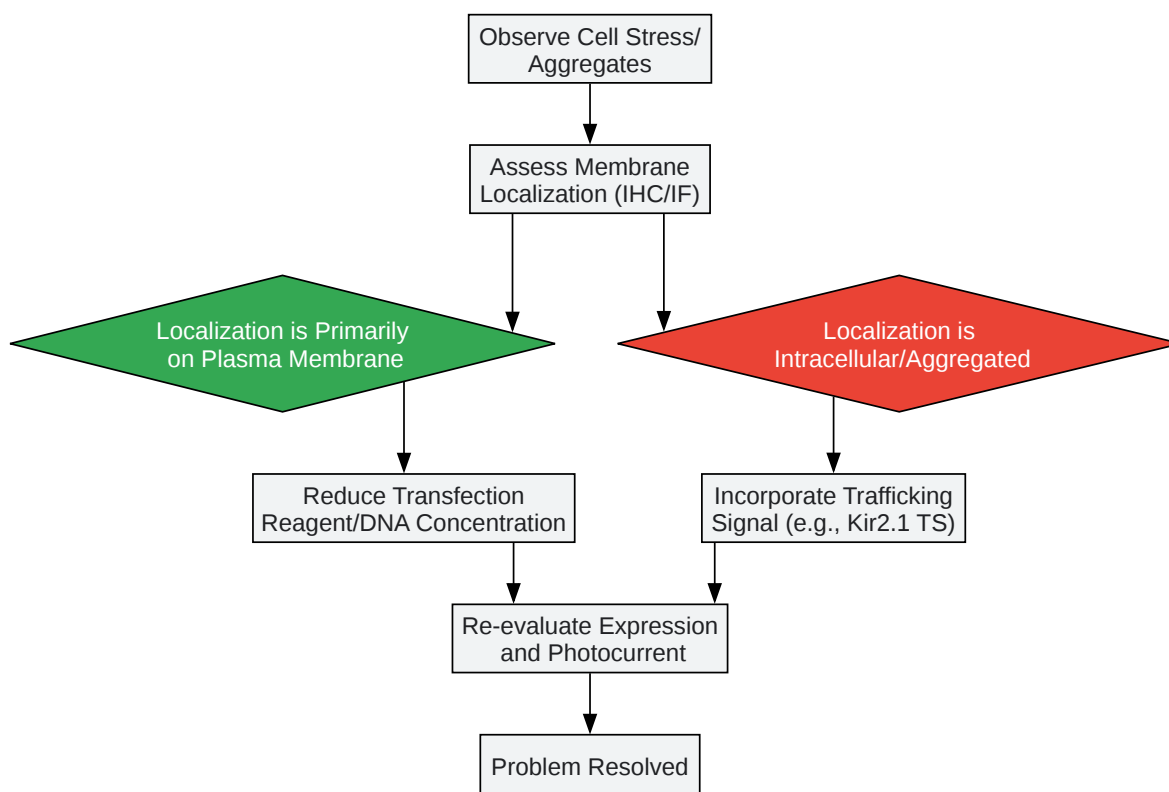 Observe Cell Stress/
Aggregates
Assess Membrane
Localization (IHC/IF)
Localization is Primarily
on Plasma Membrane
Localization is
Intracellular/Aggregated
Reduce Transfection
Reagent/DNA Concentration
Incorporate Trafficking
Signal (e.g., Kir2.1 TS)
Re-evaluate Expression
and Photocurrent
Problem Resolved